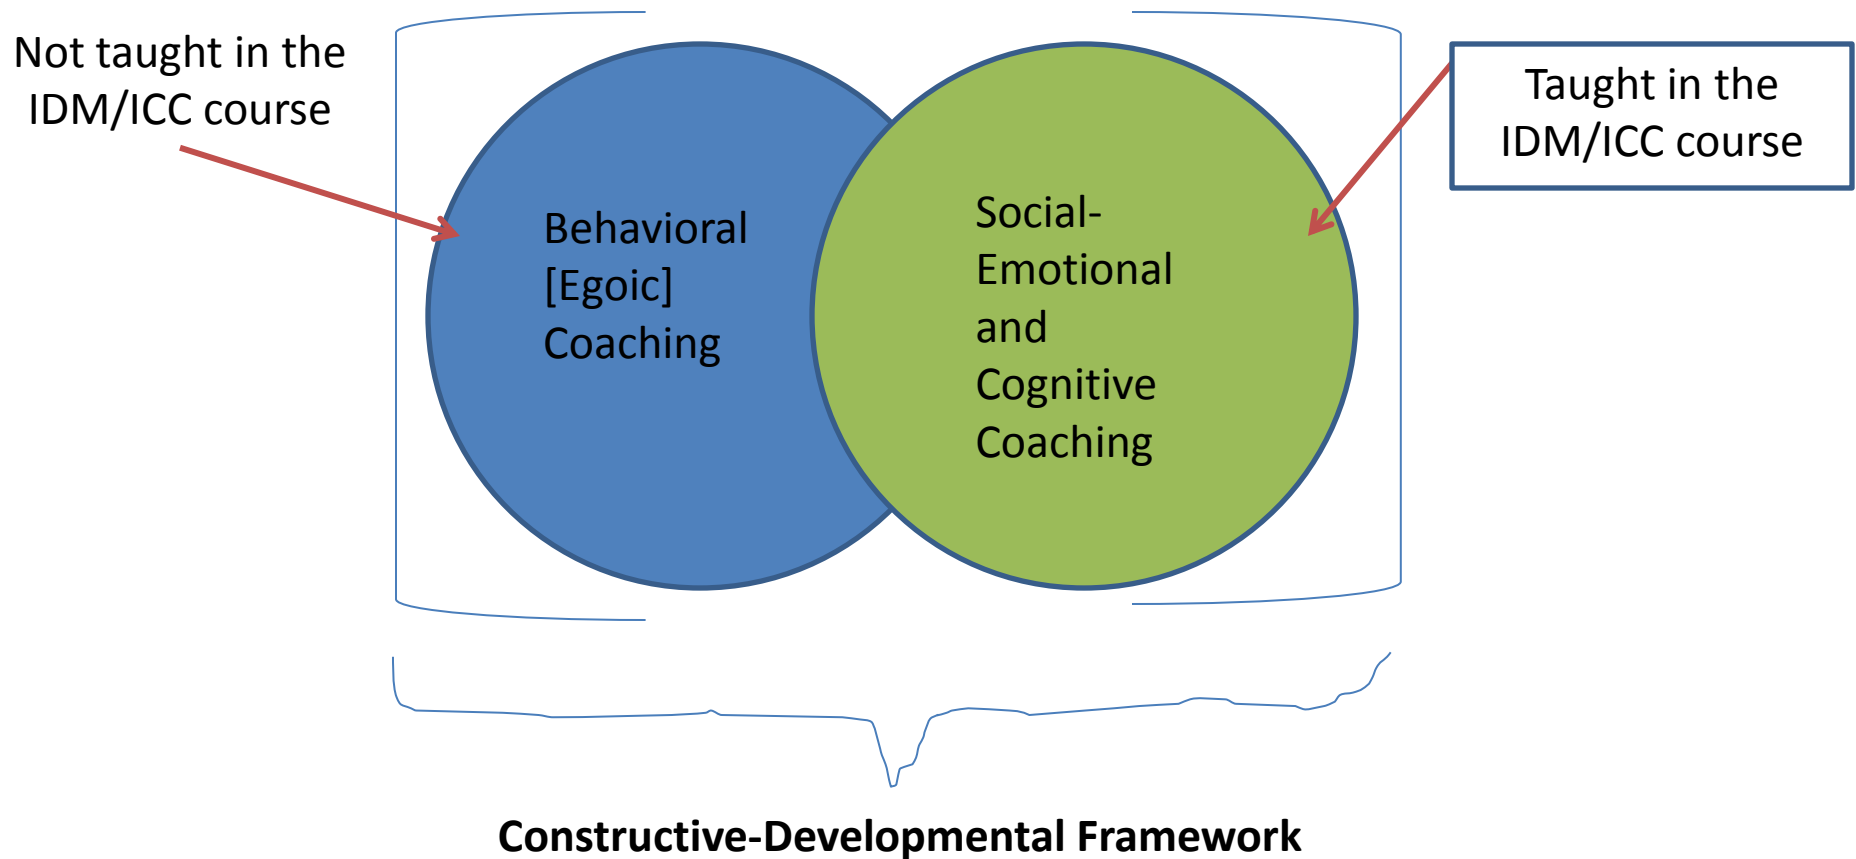 Not taught in the
IDM/ICC course
Behavioral
[Egoic]
Coaching
Social-
Emotional
and
Cognitive
Coaching
Taught in the
IDM/ICC course
Constructive-Developmental Framework